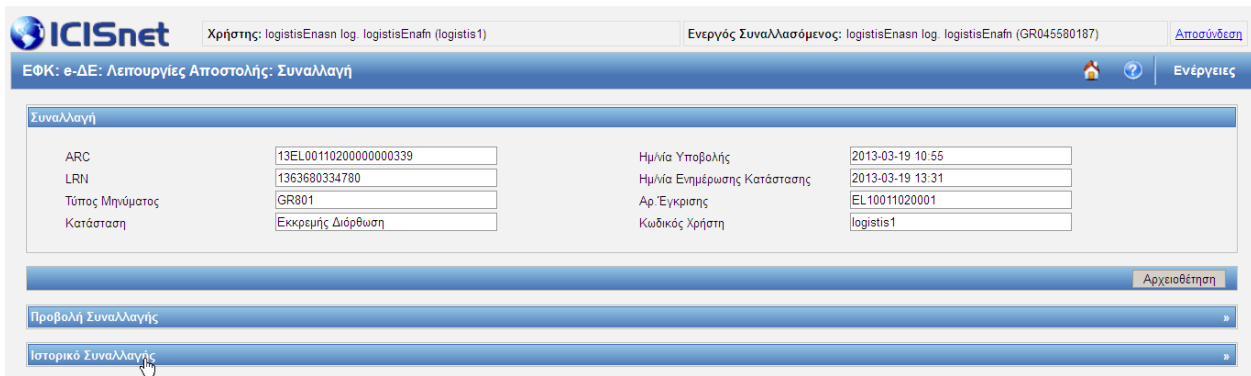 ICISnet Χρήστης: logistisEnasn log. logistisEnafn (logistis1) Ενεργός Συναλλασόμενος: logistisEnasn log. logistisEnafn (GR045580187) Αποσύνδεση
ΕΦΚ: e-ΔΕ: Λειτουργίες Αποστολής: Συναλλαγή Ενέργειες
Συναλλαγή
ARC 13EL00110200000000339 Ημ/νία Υποβολής 2013-03-19 10:55
LRN 1363680334780 Ημ/νία Ενημέρωσης Κατάστασης 2013-03-19 13:31
Τύπος Μηνύματος GR801 Αρ.Έγκρισης EL10011020001
Κατάσταση Εκκρεμής Διόρθωση Κωδικός Χρήστη logistis1
Αρχειοθέτηση
Προβολή Συναλλαγής »
Ιστορικό Συναλλαγής »